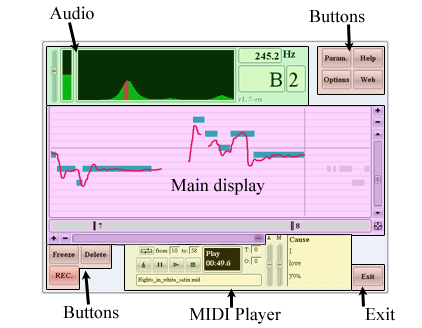 Audio
Buttons
245.2 Hz
B 2
v1.7-en
Param. Help
Options Web
Main display
7 8
Freeze Delete
REC.
from: 10 to: 58
Play
00:49.6
T: 0
O: 0
A M
Nights_in_white_satin.mid
Cause
I
love
you,
Exit
Buttons
MIDI Player
Exit